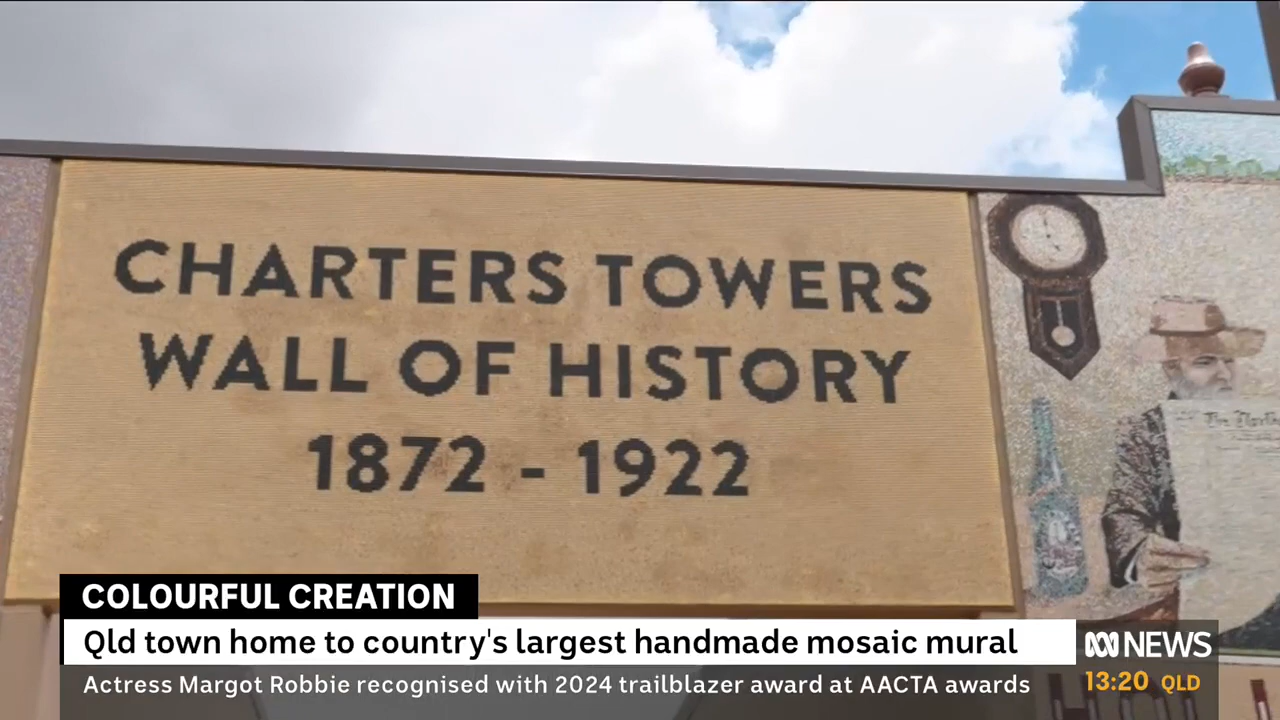 CHARTERS TOWERS
WALL OF HISTORY
1872 - 1922
COLOURFUL CREATION
Qld town home to country's largest handmade mosaic mural
Actress Margot Robbie recognised with 2024 trailblazer award at AACTA awards
NEWS
13:20 QLD